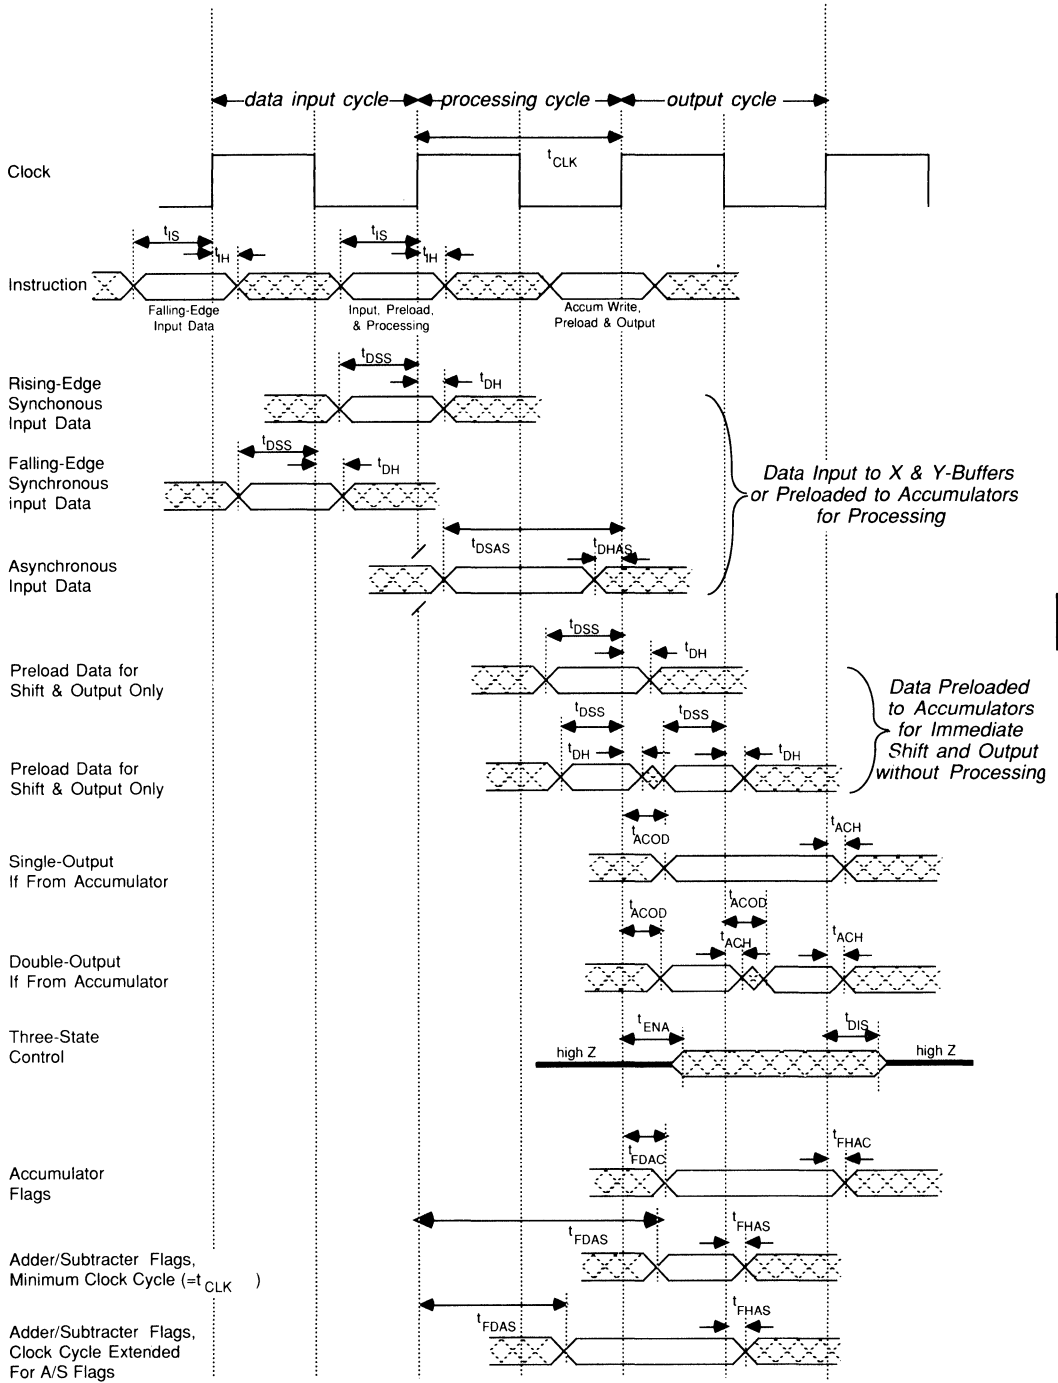 data input cycle
processing cycle
output cycle
tCLK
Clock
tIS
tIH
tIS
tIH
Instruction
Falling-Edge
Input Data
Input, Preload,
& Processing
Accum Write,
Preload & Output
tDSS
tDH
Rising-Edge
Synchonous
Input Data
tDSS
tDH
Falling-Edge
Synchronous
input Data
Data Input to X & Y-Buffers
or Preloaded to Accumulators
for Processing
tDSAS
tDHAS
Asynchronous
Input Data
tDSS
tDH
Preload Data for
Shift & Output Only
Data Preloaded
to Accumulators
for Immediate
Shift and Output
without Processing
tDSS
tDSS
tDH
tDH
Preload Data for
Shift & Output Only
tACOD
tACH
Single-Output
If From Accumulator
tACOD
tACOD
tACH
tACH
Double-Output
If From Accumulator
tENA
tDIS
Three-State
Control
high Z
high Z
tFDAC
tFHAC
Accumulator
Flags
tFDAS
tFHAS
Adder/Subtracter Flags,
Minimum Clock Cycle (=tCLK )
tFDAS
tFHAS
Adder/Subtracter Flags,
Clock Cycle Extended
For A/S Flags